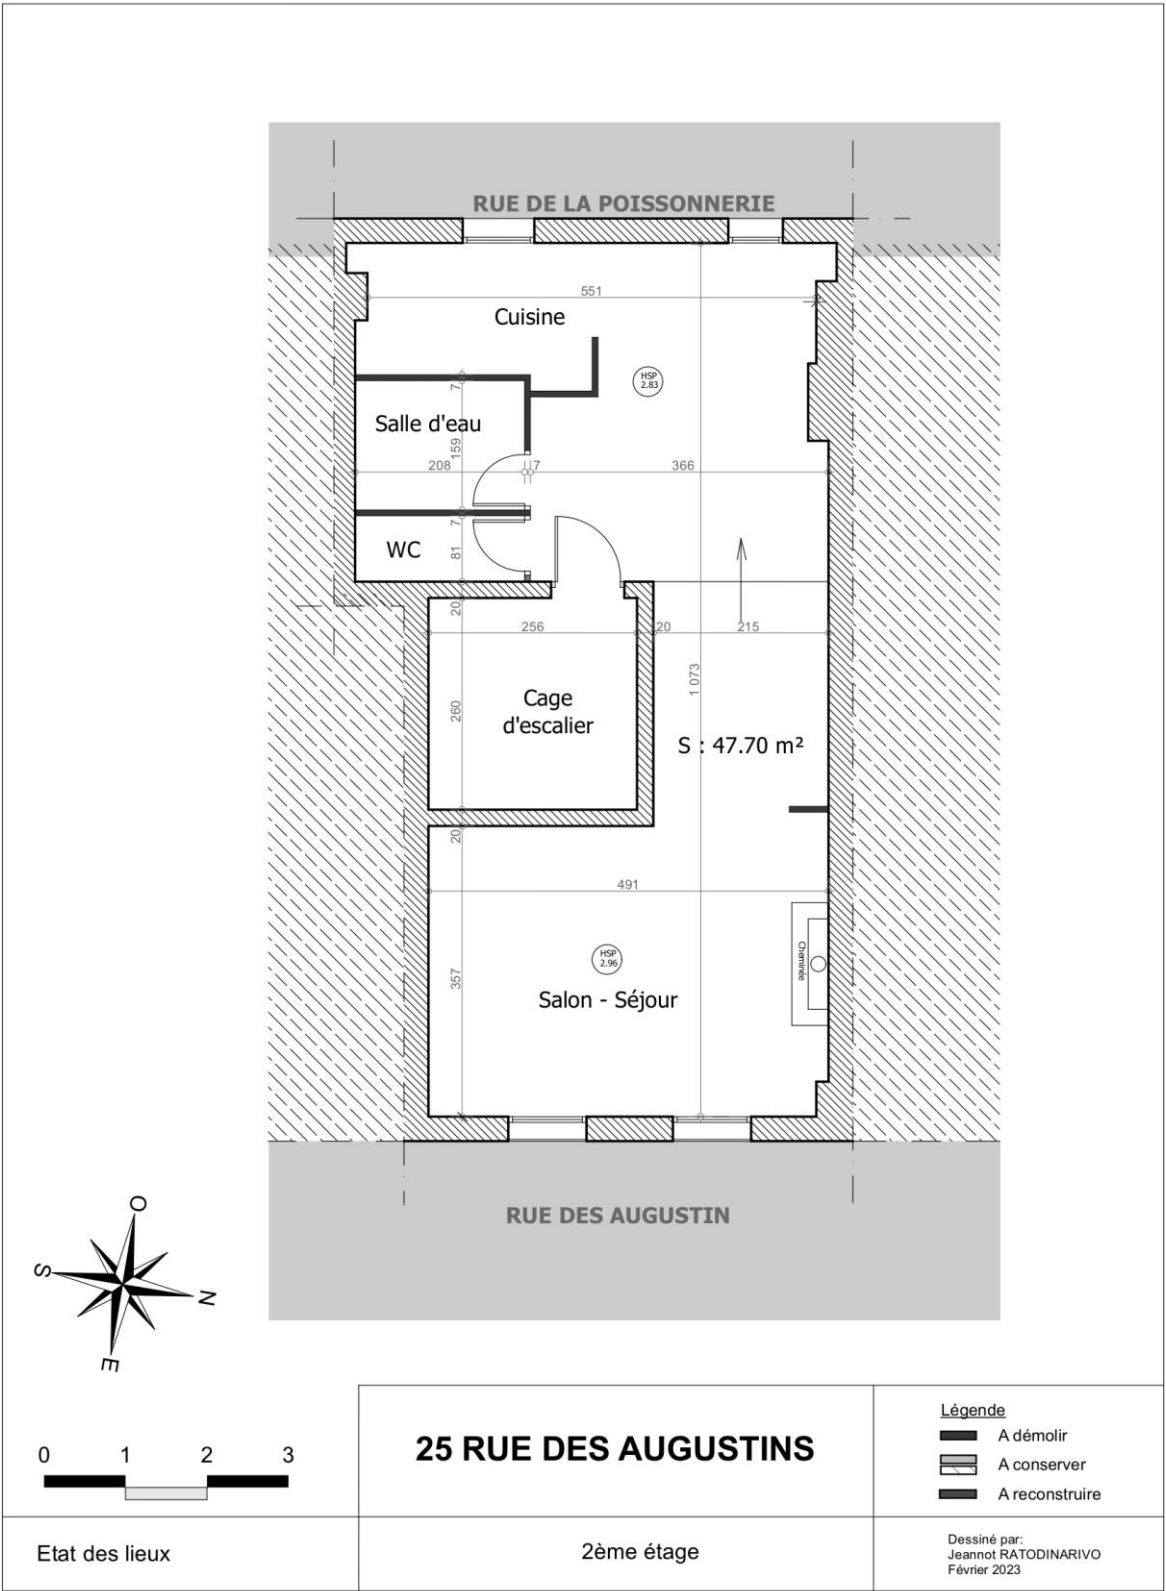 RUE DE LA POISSONNERIE
551
Cuisine
HSP
2.83
7
Salle d'eau
159
208
7
366
7
WC
81
20
256
20
215
1 073
260
Cage
d'escalier
S : 47.70 m²
20
491
Cheminée
HSP
2.96
357
Salon - Séjour
RUE DES AUGUSTIN
O
S
N
E
0 1 2 3
25 RUE DES AUGUSTINS
Légende
A démolir
A conserver
A reconstruire
Etat des lieux
2ème étage
Dessiné par:
Jeannot RATODINARIVO
Février 2023